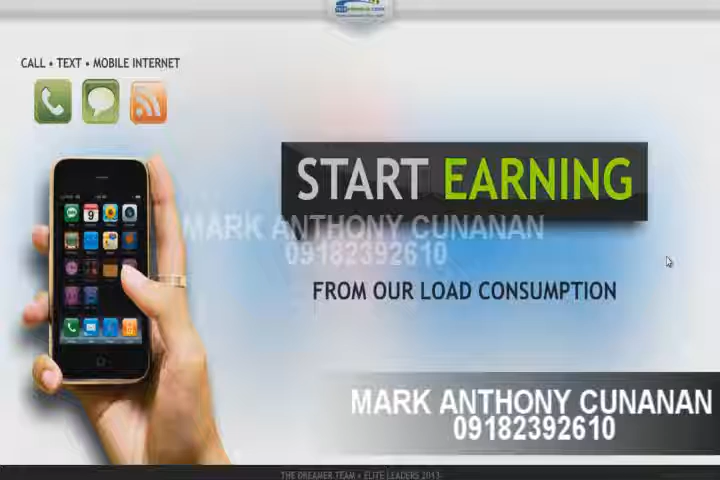 CALL • TEXT • MOBILE INTERNET
START EARNING
MARK ANTHONY CUNANAN
09182392610
FROM OUR LOAD CONSUMPTION
MARK ANTHONY CUNANAN
09182392610
THE DREAMER TEAM • ELITE LEADERS 2013